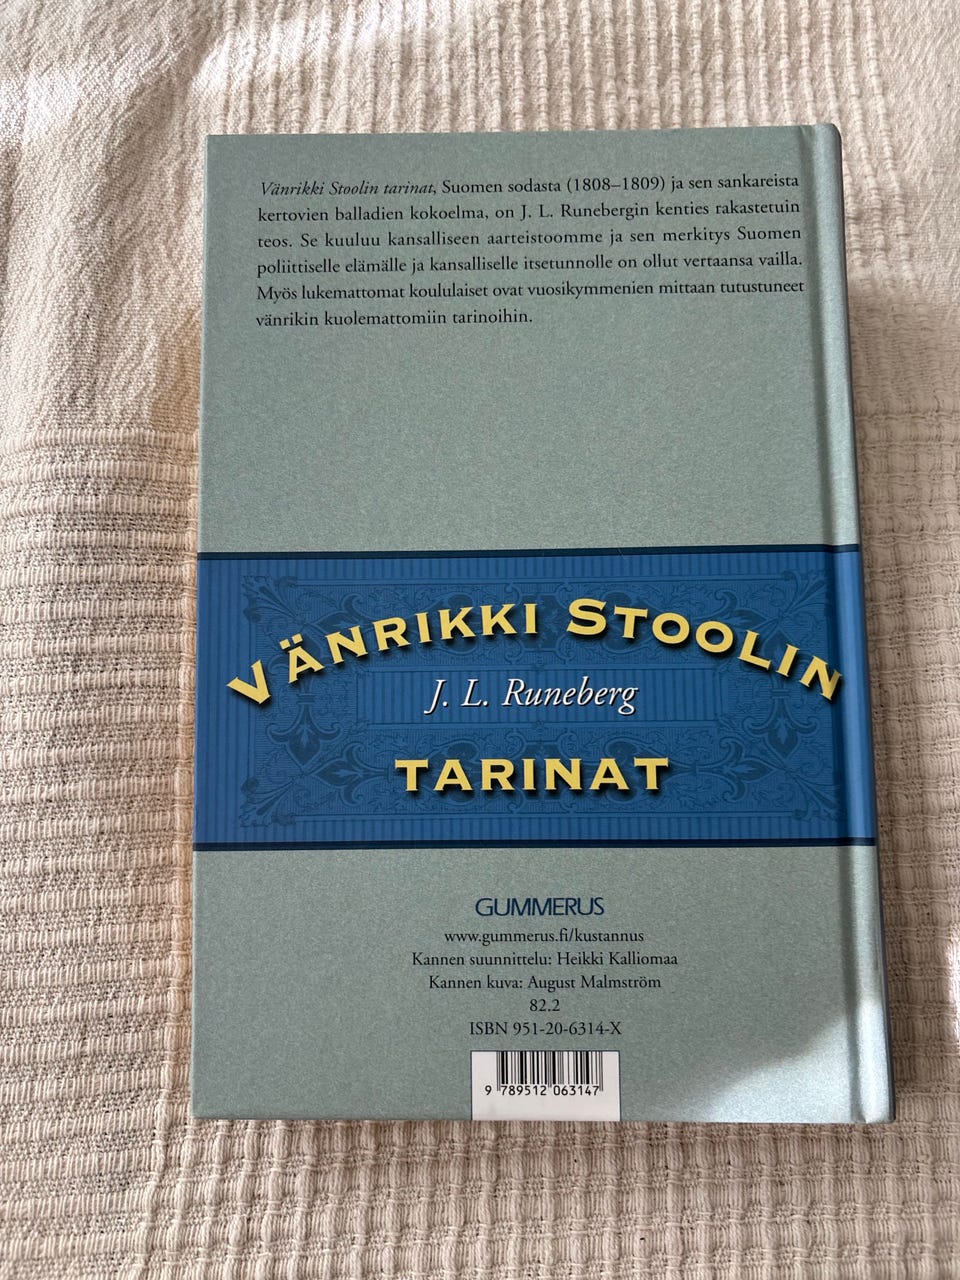 Vänrikki Stoolin tarinat, Suomen sodasta (1808–1809) ja sen sankareista
kertovien balladien kokoelma, on J. L. Runebergin kenties rakastetuin
teos. Se kuuluu kansalliseen aarteistoomme ja sen merkitys Suomen
poliittiselle elämälle ja kansalliselle itsetunnolle on ollut vertaansa vailla.
Myös lukemattomat koululaiset ovat vuosikymmenien mittaan tutustuneet
vänrikin kuolemattomiin tarinoihin.
VÄNRIKKI STOOLIN
J. L. Runeberg
TARINAT
GUMMERUS
www.gummerus.fi/kustannus
Kannen suunnittelu: Heikki Kalliomaa
Kannen kuva: August Malmström
82.2
ISBN 951-20-6314-X
9 789512 063147